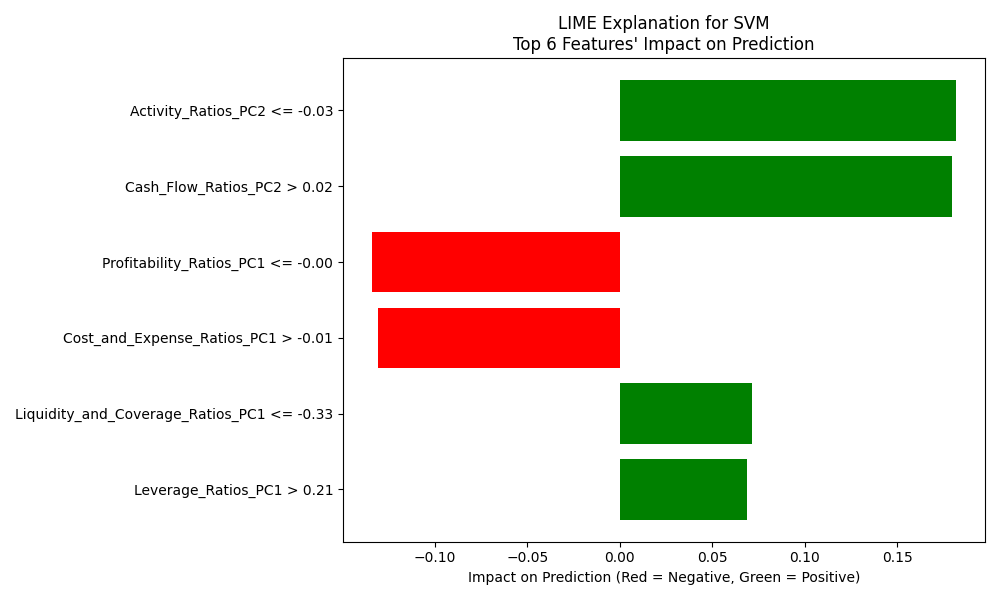 LIME Explanation for SVM
Top 6 Features' Impact on Prediction
Activity_Ratios_PC2 <= -0.03
Cash_Flow_Ratios_PC2 > 0.02
Profitability_Ratios_PC1 <= -0.00
Cost_and_Expense_Ratios_PC1 > -0.01
Liquidity_and_Coverage_Ratios_PC1 <= -0.33
Leverage_Ratios_PC1 > 0.21
−0.10 −0.05 0.00 0.05 0.10 0.15
Impact on Prediction (Red = Negative, Green = Positive)